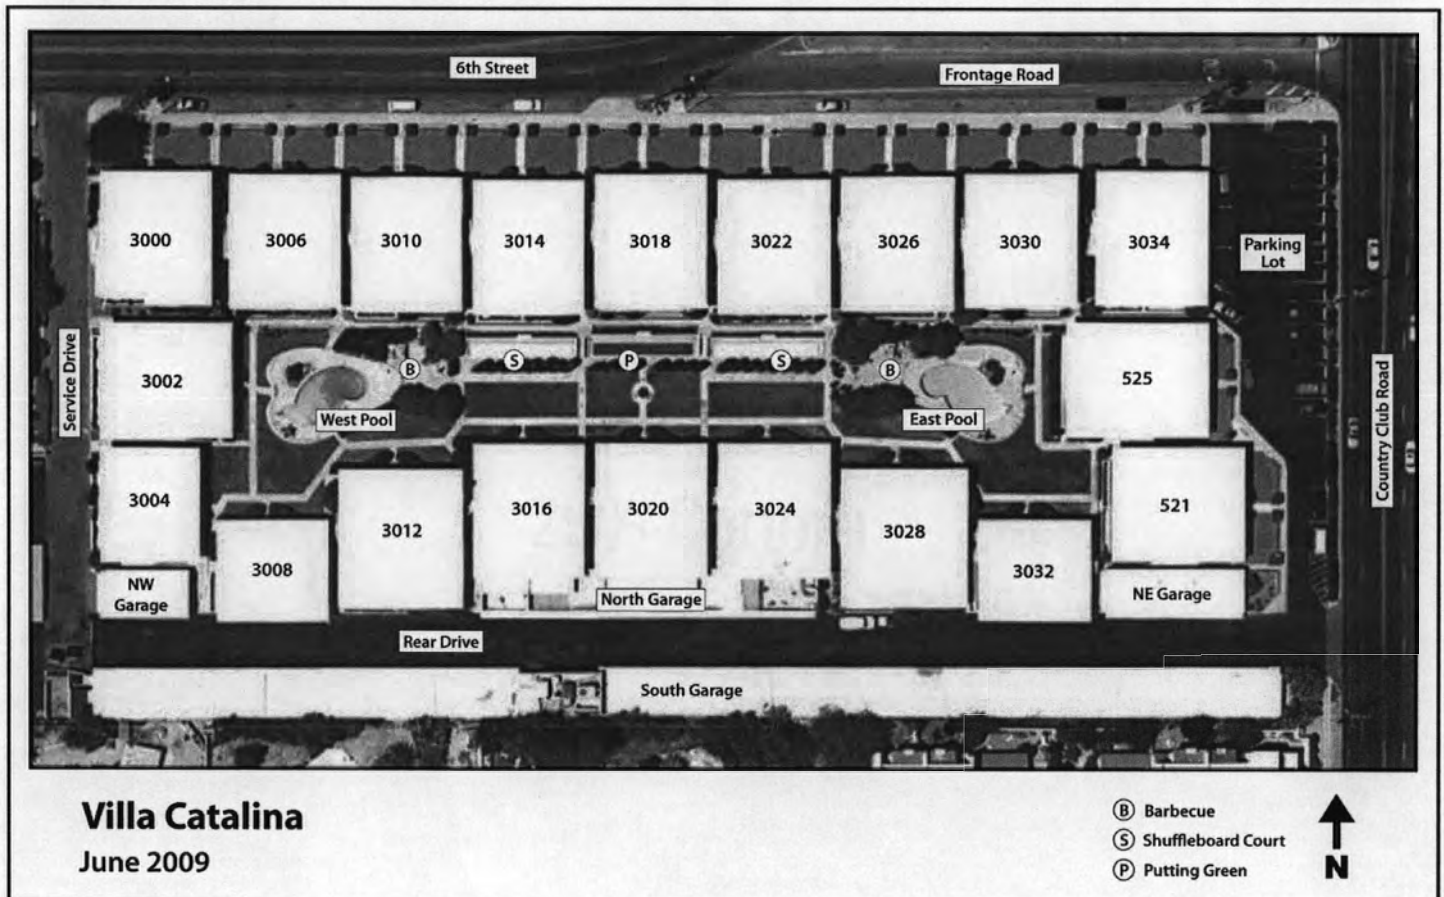 6th Street
Frontage Road
3000
3006
3010
3014
3018
3022
3026
3030
3034
Parking
Lot
Service Drive
3002
B
S
P
S
B
525
West Pool
East Pool
Country Club Road
3004
3012
3016
3020
3024
3028
521
NW
Garage
3008
North Garage
3032
NE Garage
Rear Drive
South Garage
Villa Catalina
June 2009
B Barbecue
S Shuffleboard Court
P Putting Green
N